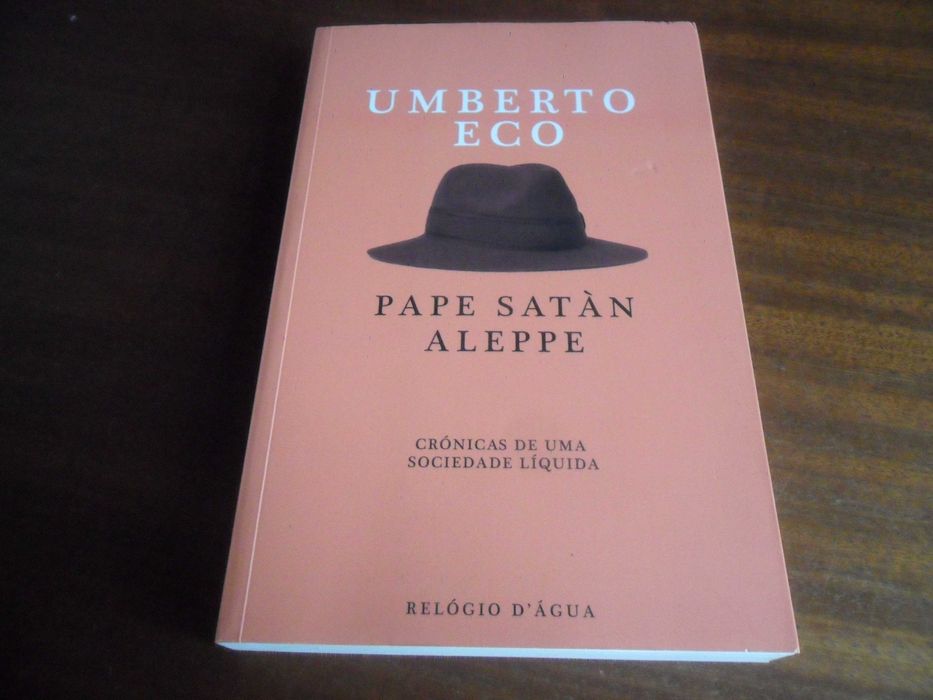 UMBERTO
ECO
PAPE SATÀN
ALEPPE
CRÓNICAS DE UMA
SOCIEDADE LÍQUIDA
RELÓGIO D'ÁGUA